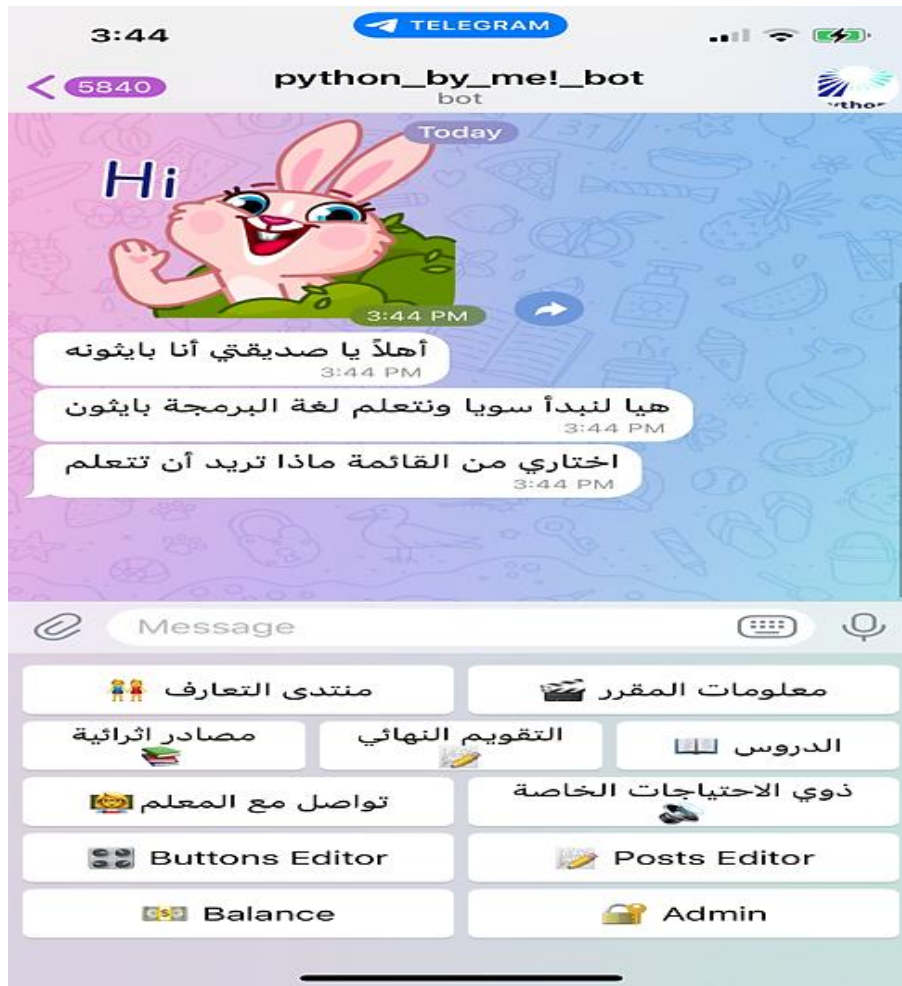 3:44
TELEGRAM
5840
python_by_me!_bot
bot
Today
Hi
3:44 PM
أهلاً يا صديقتي أنا بايثونه
3:44 PM
هيا لنبدأ سويا ونتعلم لغة البرمجة بايثون
3:44 PM
اختاري من القائمة ماذا تريد أن تتعلم
3:44 PM
Message
معلومات المقرر
منتدى التعارف
الدروس
التقويم النهائي
مصادر اثرائية
ذوي الاحتياجات الخاصة
تواصل مع المعلم
Buttons Editor
Posts Editor
Balance
Admin